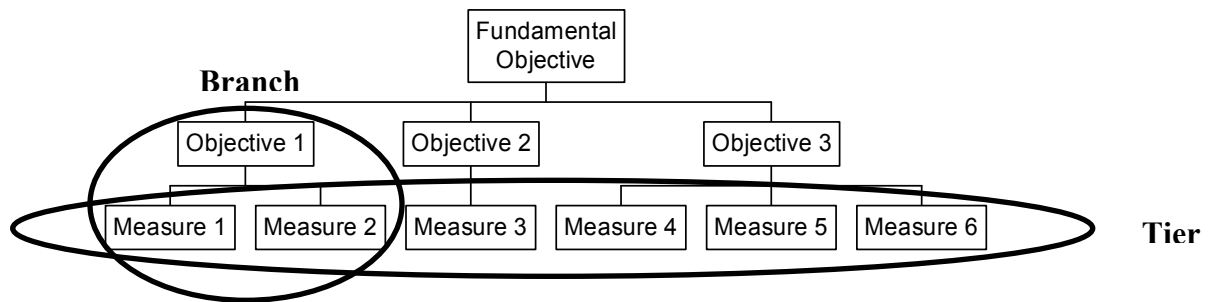 Fundamental
Objective
Branch
Objective 1
Objective 2
Objective 3
Measure 1
Measure 2
Measure 3
Measure 4
Measure 5
Measure 6
Tier